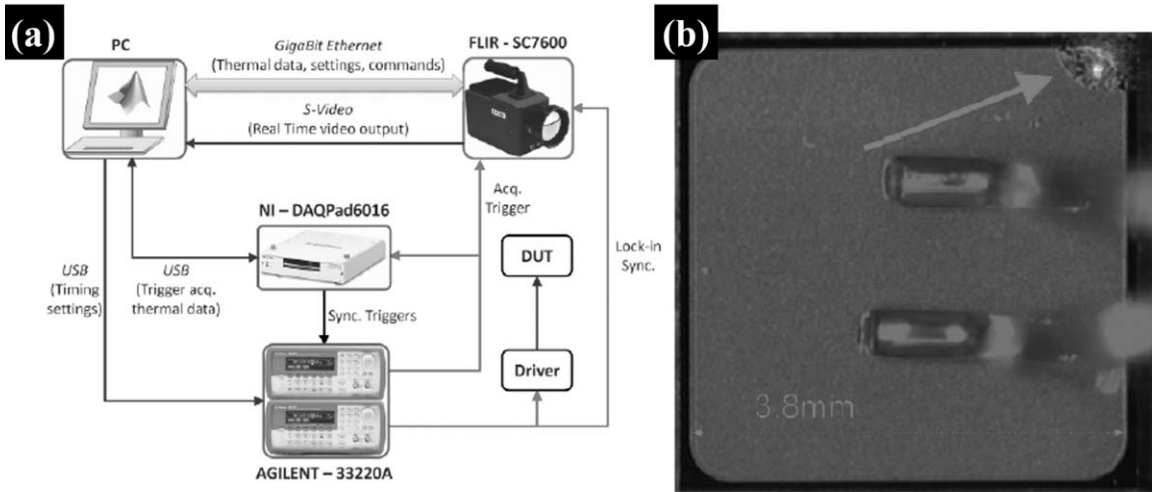 (a)
PC
GigaBit Ethernet
(Thermal data, settings, commands)
FLIR - SC7600
S-Video
(Real Time video output)
Acq.
Trigger
NI – DAQPad6016
DUT
Lock-in
Sync.
USB
(Timing
settings)
USB
(Trigger acq.
thermal data)
Sync. Triggers
Driver
AGILENT – 33220A
(b)
3.8mm